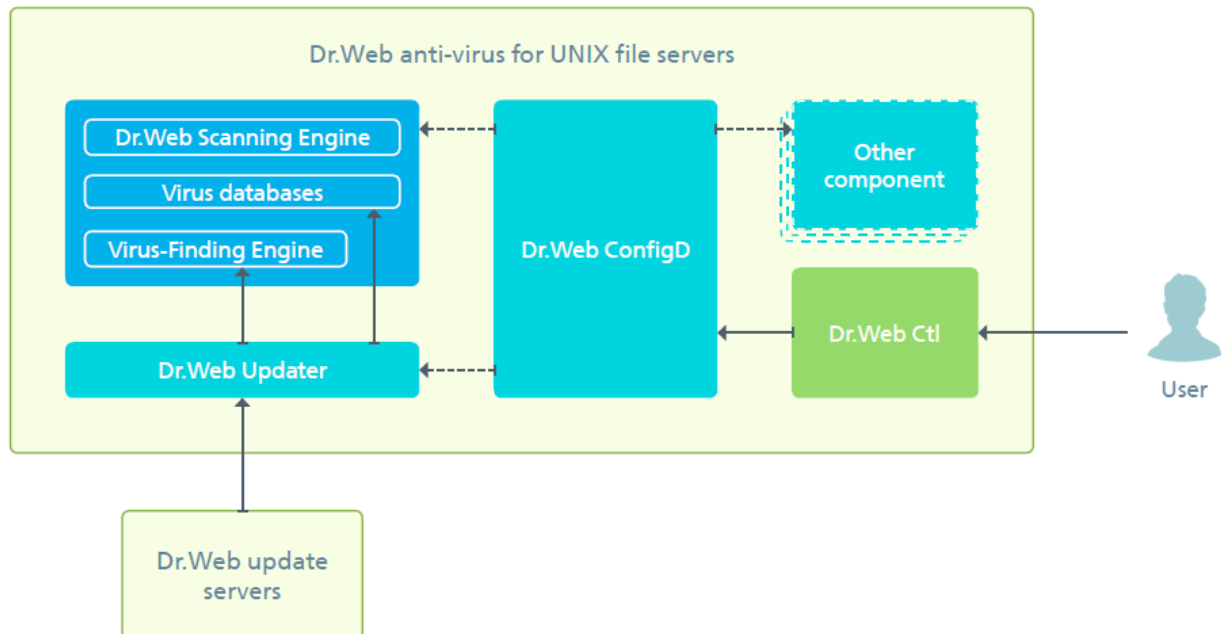 Dr.Web anti-virus for UNIX file servers
Dr.Web Scanning Engine
Virus databases
Virus-Finding Engine
Dr.Web ConfigD
Other
component
Dr.Web Ctl
User
Dr.Web Updater
Dr.Web update
servers